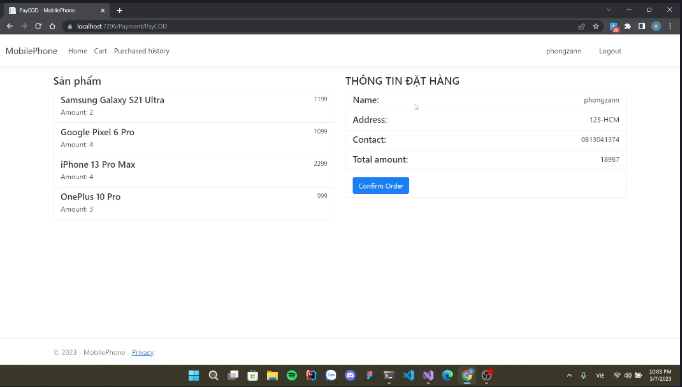 PayCOD - MobilePhone
localhost:7296/Payment/PayCOD
MobilePhone Home Cart Purchased history phongzann Logout
Sản phẩm
Samsung Galaxy S21 Ultra 1199
Amount: 2
Google Pixel 6 Pro 1099
Amount: 4
iPhone 13 Pro Max 2299
Amount: 4
OnePlus 10 Pro 999
Amount: 3
THÔNG TIN ĐẶT HÀNG
Name: phongzann
Address: 123-HCM
Contact: 0813041374
Total amount: 18987
Confirm Order
© 2023 - MobilePhone - Privacy
VIE
10:03 PM
5/7/2023